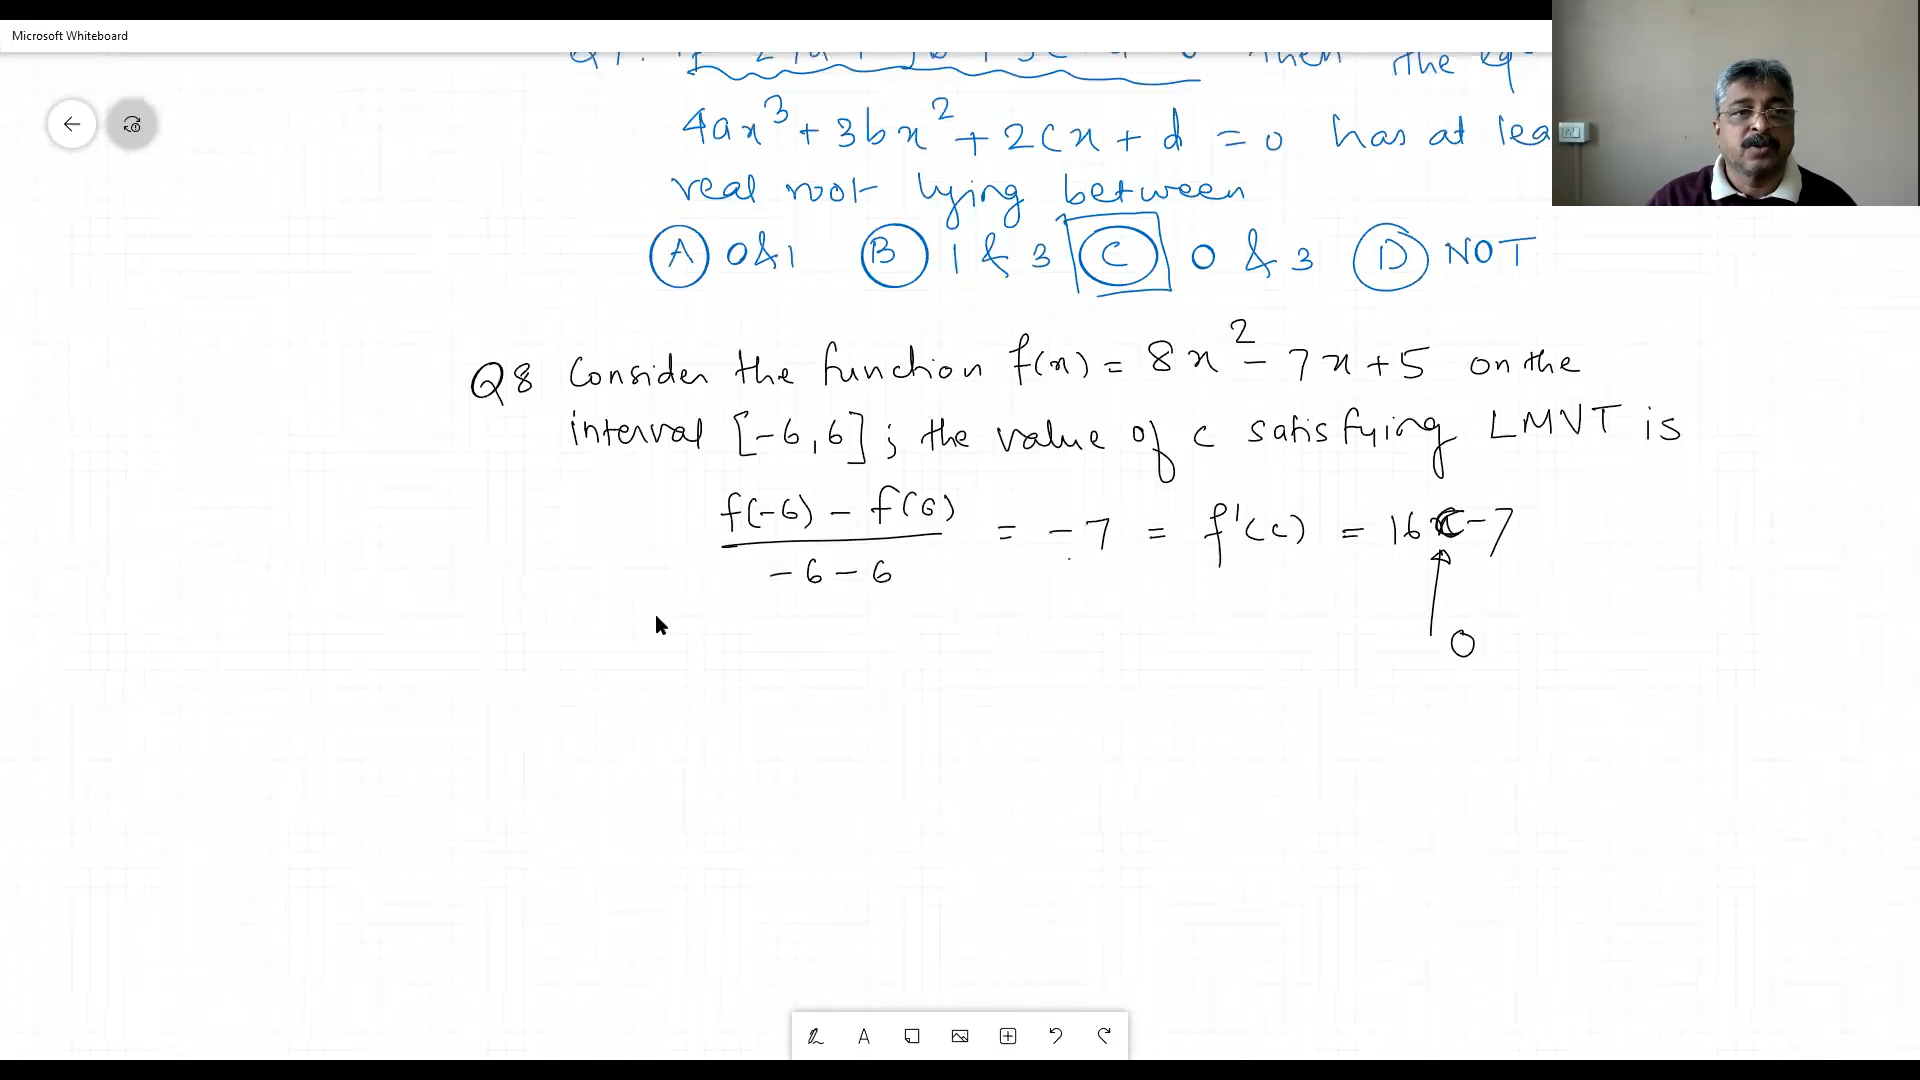 Microsoft Whiteboard
then the
4ax³ + 3bx² + 2cx + d = 0 has at lea
real root lying between
(A) 0 & 1 (B) 1 & 3 (C) 0 & 3 (D) NOT
Q8 Consider the function f(x) = 8x² - 7x + 5 on the
interval [-6, 6] ; the value of c satisfying LMVT is
f(-6) - f(6)
-6 - 6
= -7 = f'(c) = 16c - 7
0
A